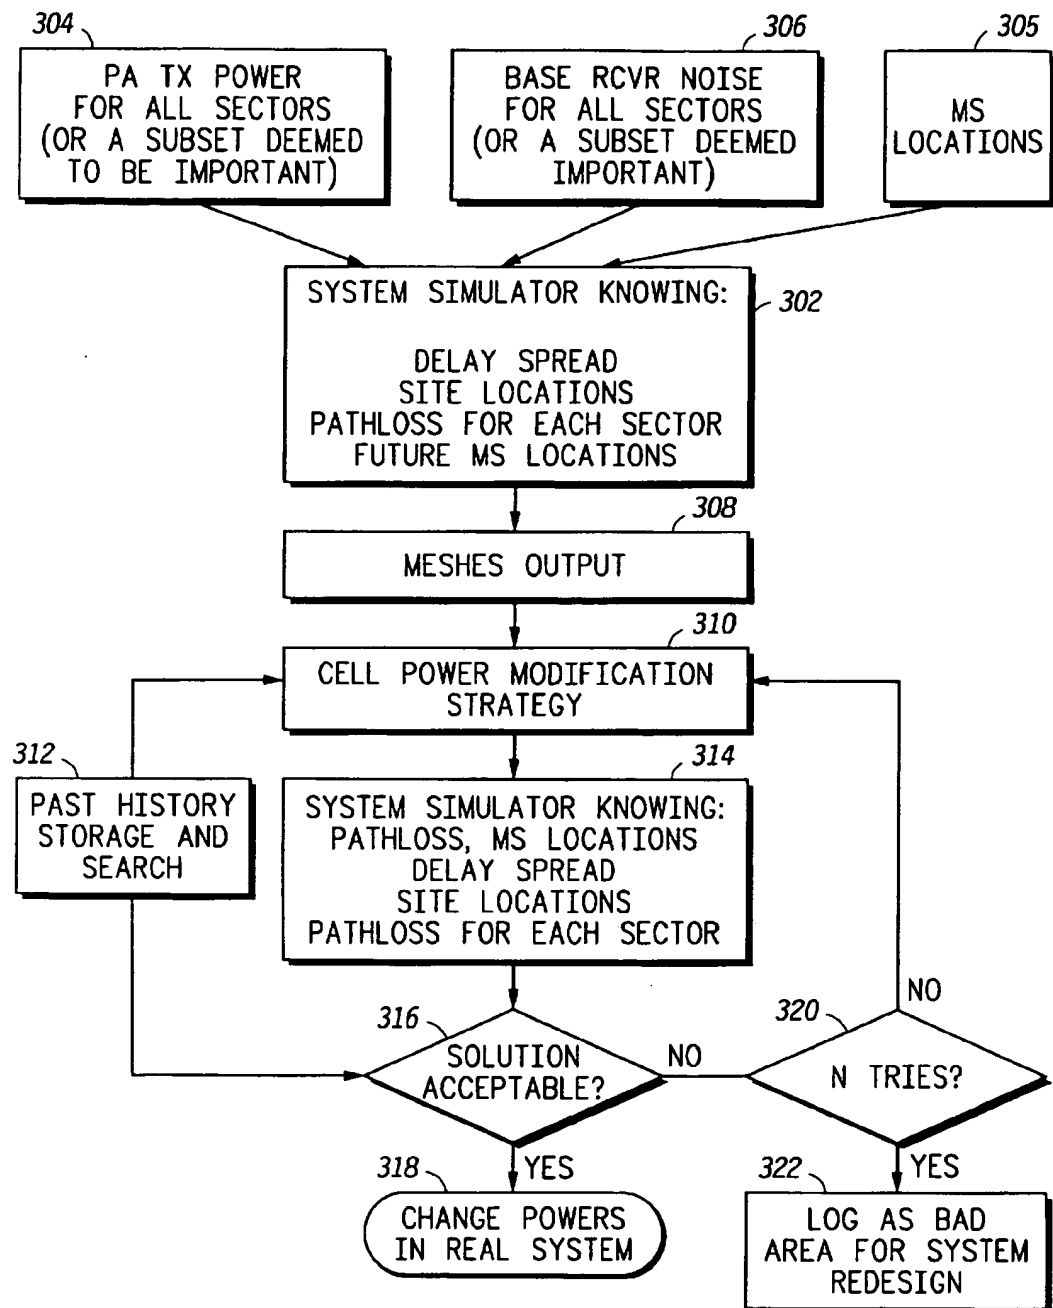 304
PA TX POWER
FOR ALL SECTORS
(OR A SUBSET DEEMED
TO BE IMPORTANT)
306
BASE RCVR NOISE
FOR ALL SECTORS
(OR A SUBSET DEEMED
IMPORTANT)
305
MS
LOCATIONS
302
SYSTEM SIMULATOR KNOWING:
DELAY SPREAD
SITE LOCATIONS
PATHLOSS FOR EACH SECTOR
FUTURE MS LOCATIONS
308
MESHES OUTPUT
310
CELL POWER MODIFICATION
STRATEGY
312
PAST HISTORY
STORAGE AND
SEARCH
314
SYSTEM SIMULATOR KNOWING:
PATHLOSS, MS LOCATIONS
DELAY SPREAD
SITE LOCATIONS
PATHLOSS FOR EACH SECTOR
316
SOLUTION
ACCEPTABLE?
NO
320
N TRIES?
NO
YES
318
CHANGE POWERS
IN REAL SYSTEM
YES
322
LOG AS BAD
AREA FOR SYSTEM
REDESIGN